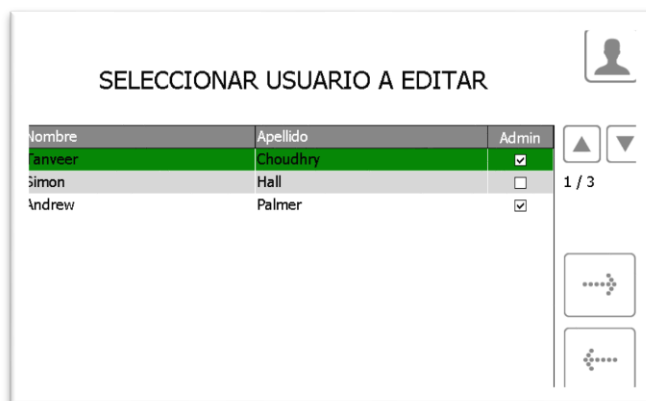 SELECCIONAR USUARIO A EDITAR
Nombre Apellido Admin
Tanveer Choudhry
Simon Hall
1 / 3
Andrew Palmer